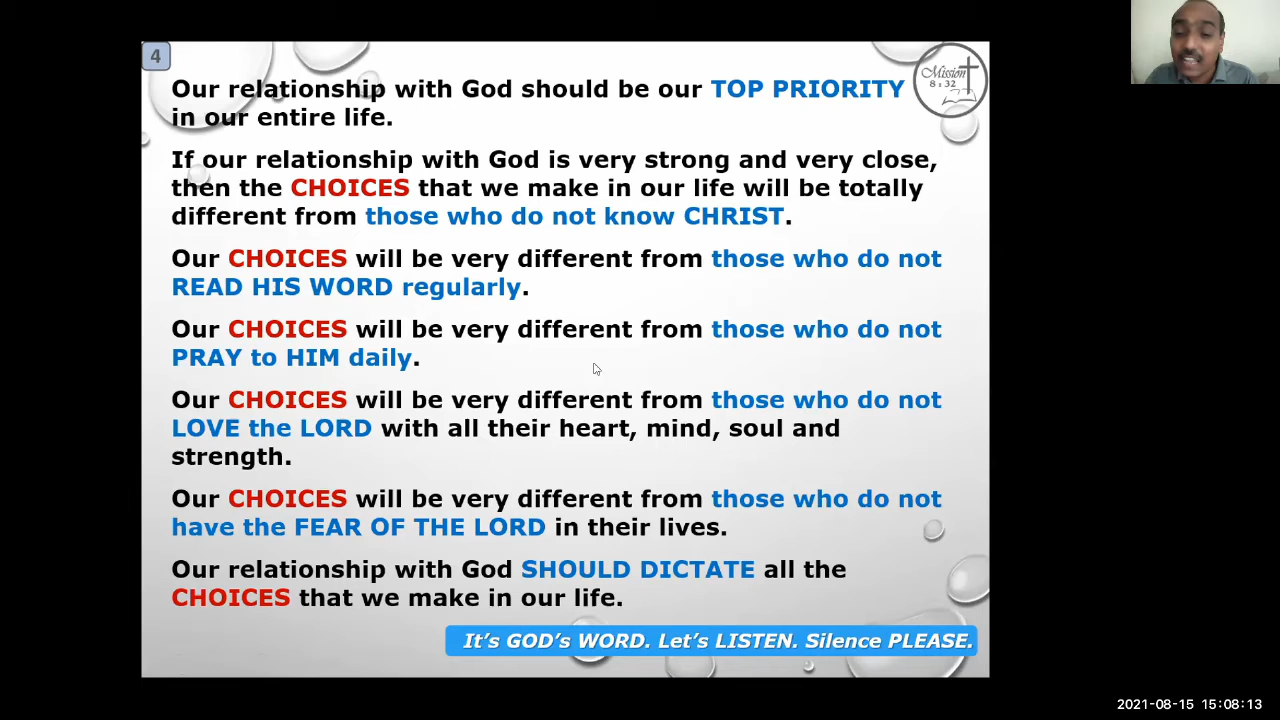 4
Mission
8:32
Our relationship with God should be our TOP PRIORITY
in our entire life.
If our relationship with God is very strong and very close,
then the CHOICES that we make in our life will be totally
different from those who do not know CHRIST.
Our CHOICES will be very different from those who do not
READ HIS WORD regularly.
Our CHOICES will be very different from those who do not
PRAY to HIM daily.
Our CHOICES will be very different from those who do not
LOVE the LORD with all their heart, mind, soul and
strength.
Our CHOICES will be very different from those who do not
have the FEAR OF THE LORD in their lives.
Our relationship with God SHOULD DICTATE all the
CHOICES that we make in our life.
It's GOD's WORD. Let's LISTEN. Silence PLEASE.
2021-08-15 15:08:13